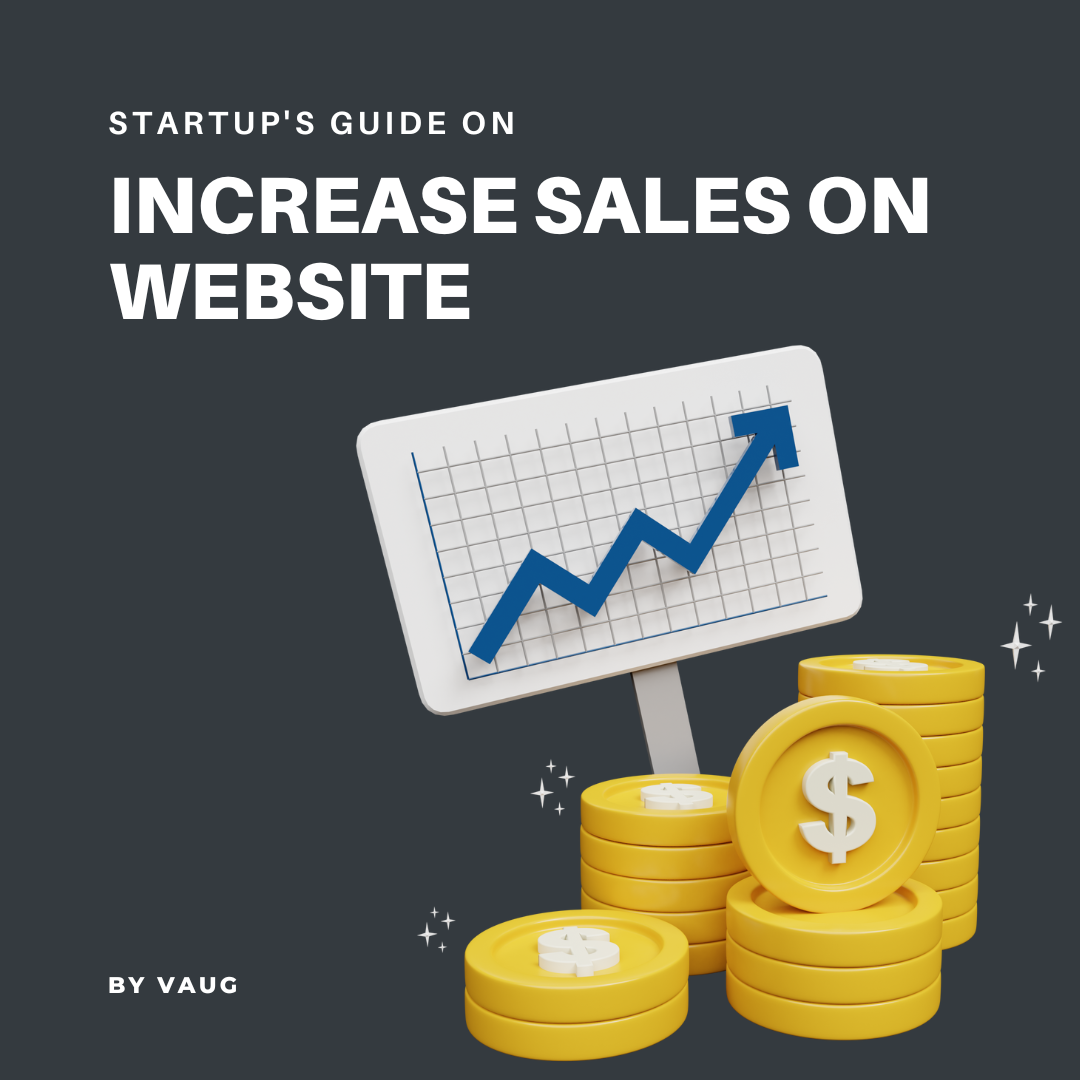 STARTUP'S GUIDE ON
INCREASE SALES ON
WEBSITE
$
$
BY VAUG